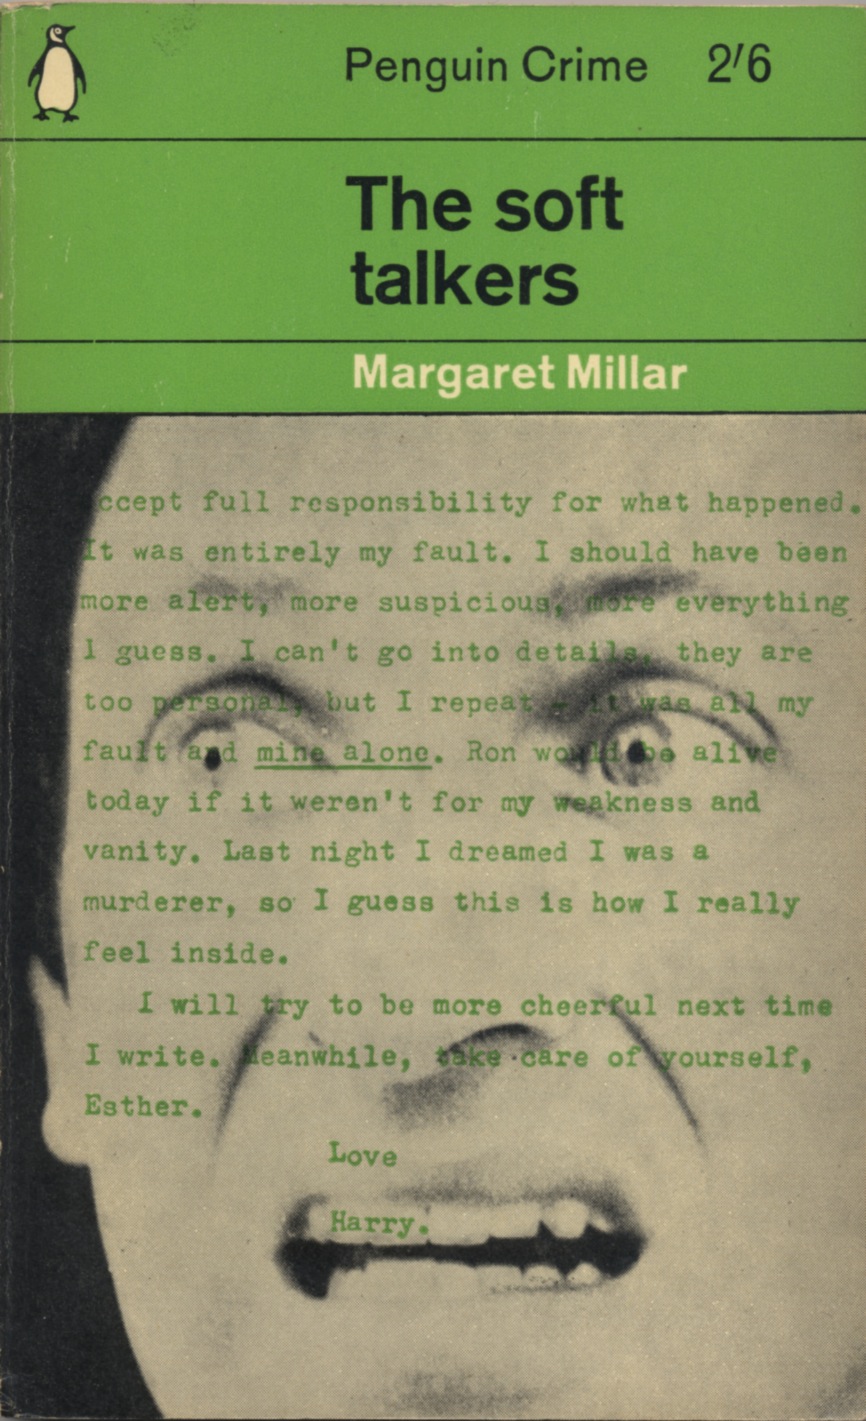 Penguin Crime 2'6
The soft
talkers
Margaret Millar
ccept full responsibility for what happened.
It was entirely my fault. I should have been
more alert, more suspicious, more everything
I guess. I can't go into details, they are
too personal, but I repeat - it was all my
fault and mine alone. Ron would be alive
today if it weren't for my weakness and
vanity. Last night I dreamed I was a
murderer, so I guess this is how I really
feel inside.
I will try to be more cheerful next time
I write. Meanwhile, take care of yourself,
Esther.
Love
Harry.